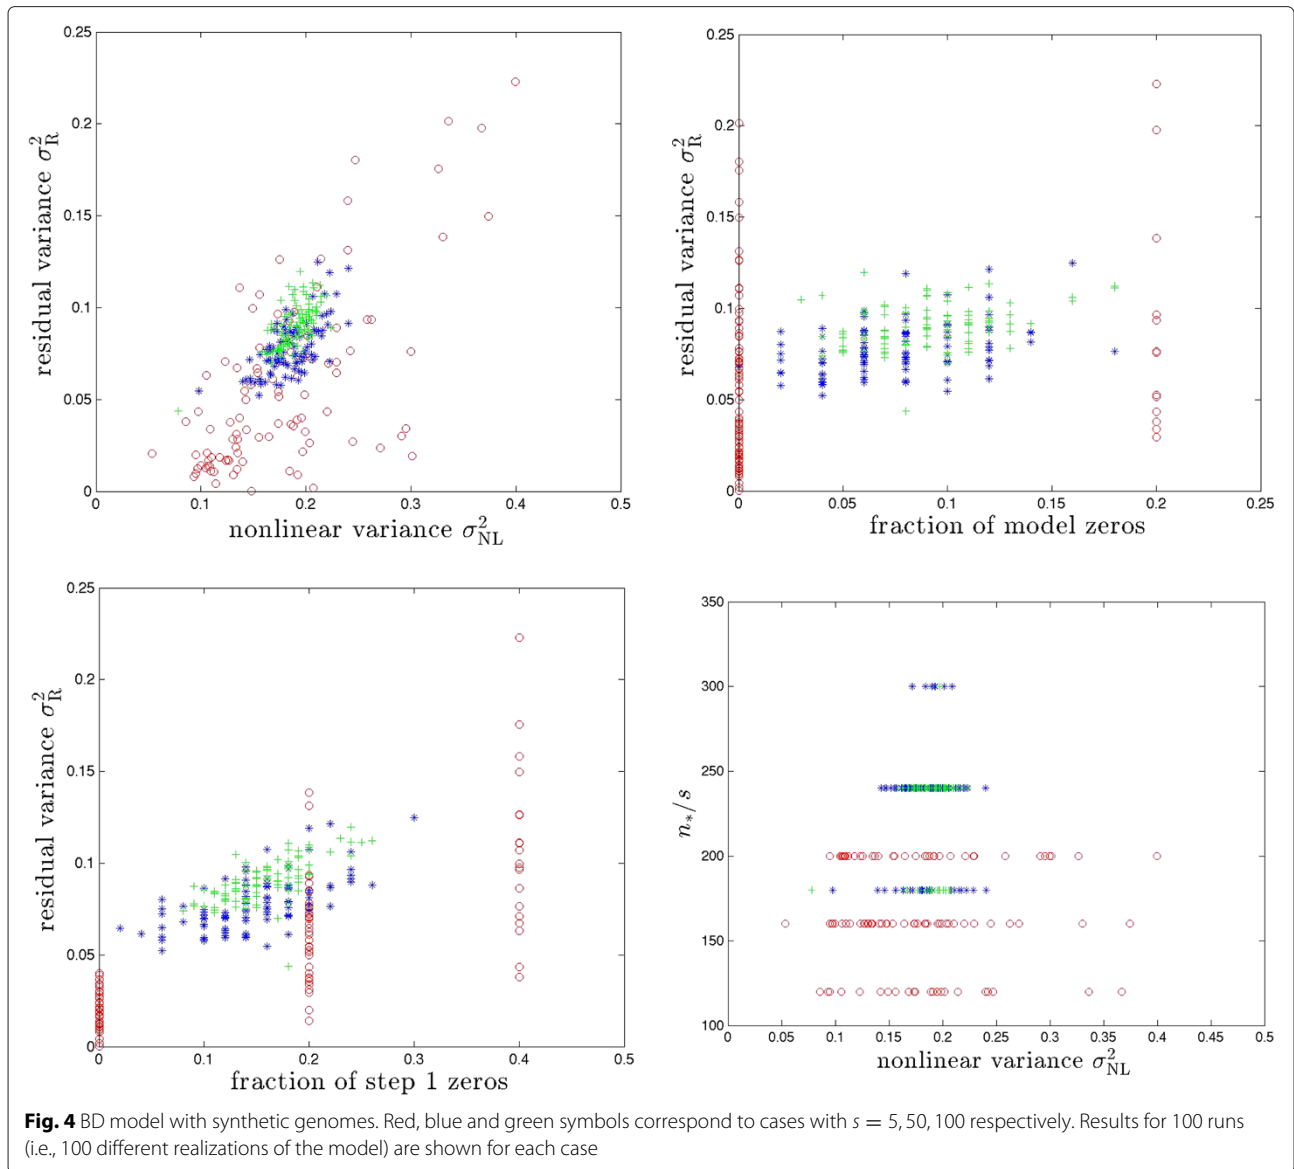 0.25
0.2
0.15
0.1
0.05
0
residual variance σ²_R
0 0.1 0.2 0.3 0.4 0.5
nonlinear variance σ²_NL
0.25
0.2
0.15
0.1
0.05
0
residual variance σ²_R
0 0.05 0.1 0.15 0.2 0.25
fraction of model zeros
0.25
0.2
0.15
0.1
0.05
0
residual variance σ²_R
0 0.1 0.2 0.3 0.4 0.5
fraction of step 1 zeros
350
300
250
200
150
100
n_*/s
0 0.05 0.1 0.15 0.2 0.25 0.3 0.35 0.4 0.45 0.5
nonlinear variance σ²_NL
Fig. 4 BD model with synthetic genomes. Red, blue and green symbols correspond to cases with s = 5, 50, 100 respectively. Results for 100 runs
(i.e., 100 different realizations of the model) are shown for each case